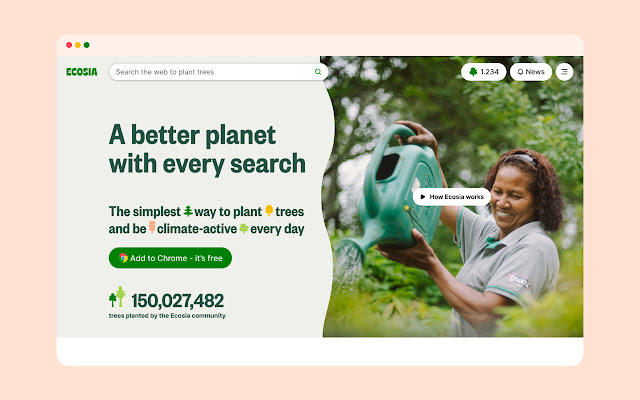 ECOSIA
Search the web to plant trees
1.234
News
A better planet
with every search
How Ecosia works
The simplest way to plant trees
and be climate-active every day
Add to Chrome - it's free
150,027,482
trees planted by the Ecosia community